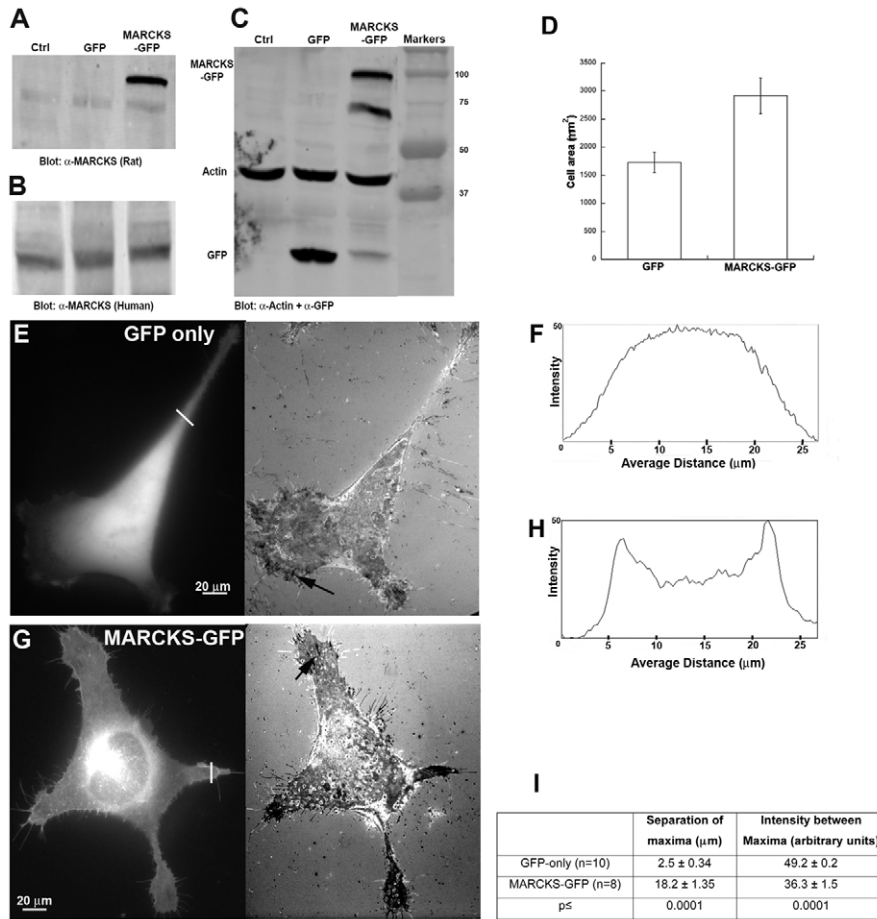 A
Ctrl GFP MARCKS -GFP
Blot: α-MARCKS (Rat)
B
Blot: α-MARCKS (Human)
C
Ctrl GFP MARCKS -GFP Markers
MARCKS -GFP
100
75
50
Actin
37
GFP
Blot: α-Actin + α-GFP
D
Cell area (mm²)
3500
3000
2500
2000
1500
1000
500
0
GFP MARCKS-GFP
E
GFP only
20 μm
F
50
Intensity
0 5 10 15 20 25
Average Distance (μm)
G
MARCKS-GFP
20 μm
H
50
Intensity
0
0 5 10 15 20 25
Average Distance (μm)
I
Separation of maxima (μm) Intensity between Maxima (arbitrary units)
GFP-only (n=10) 2.5 ± 0.34 49.2 ± 0.2
MARCKS-GFP (n=8) 18.2 ± 1.35 36.3 ± 1.5
p≤ 0.0001 0.0001